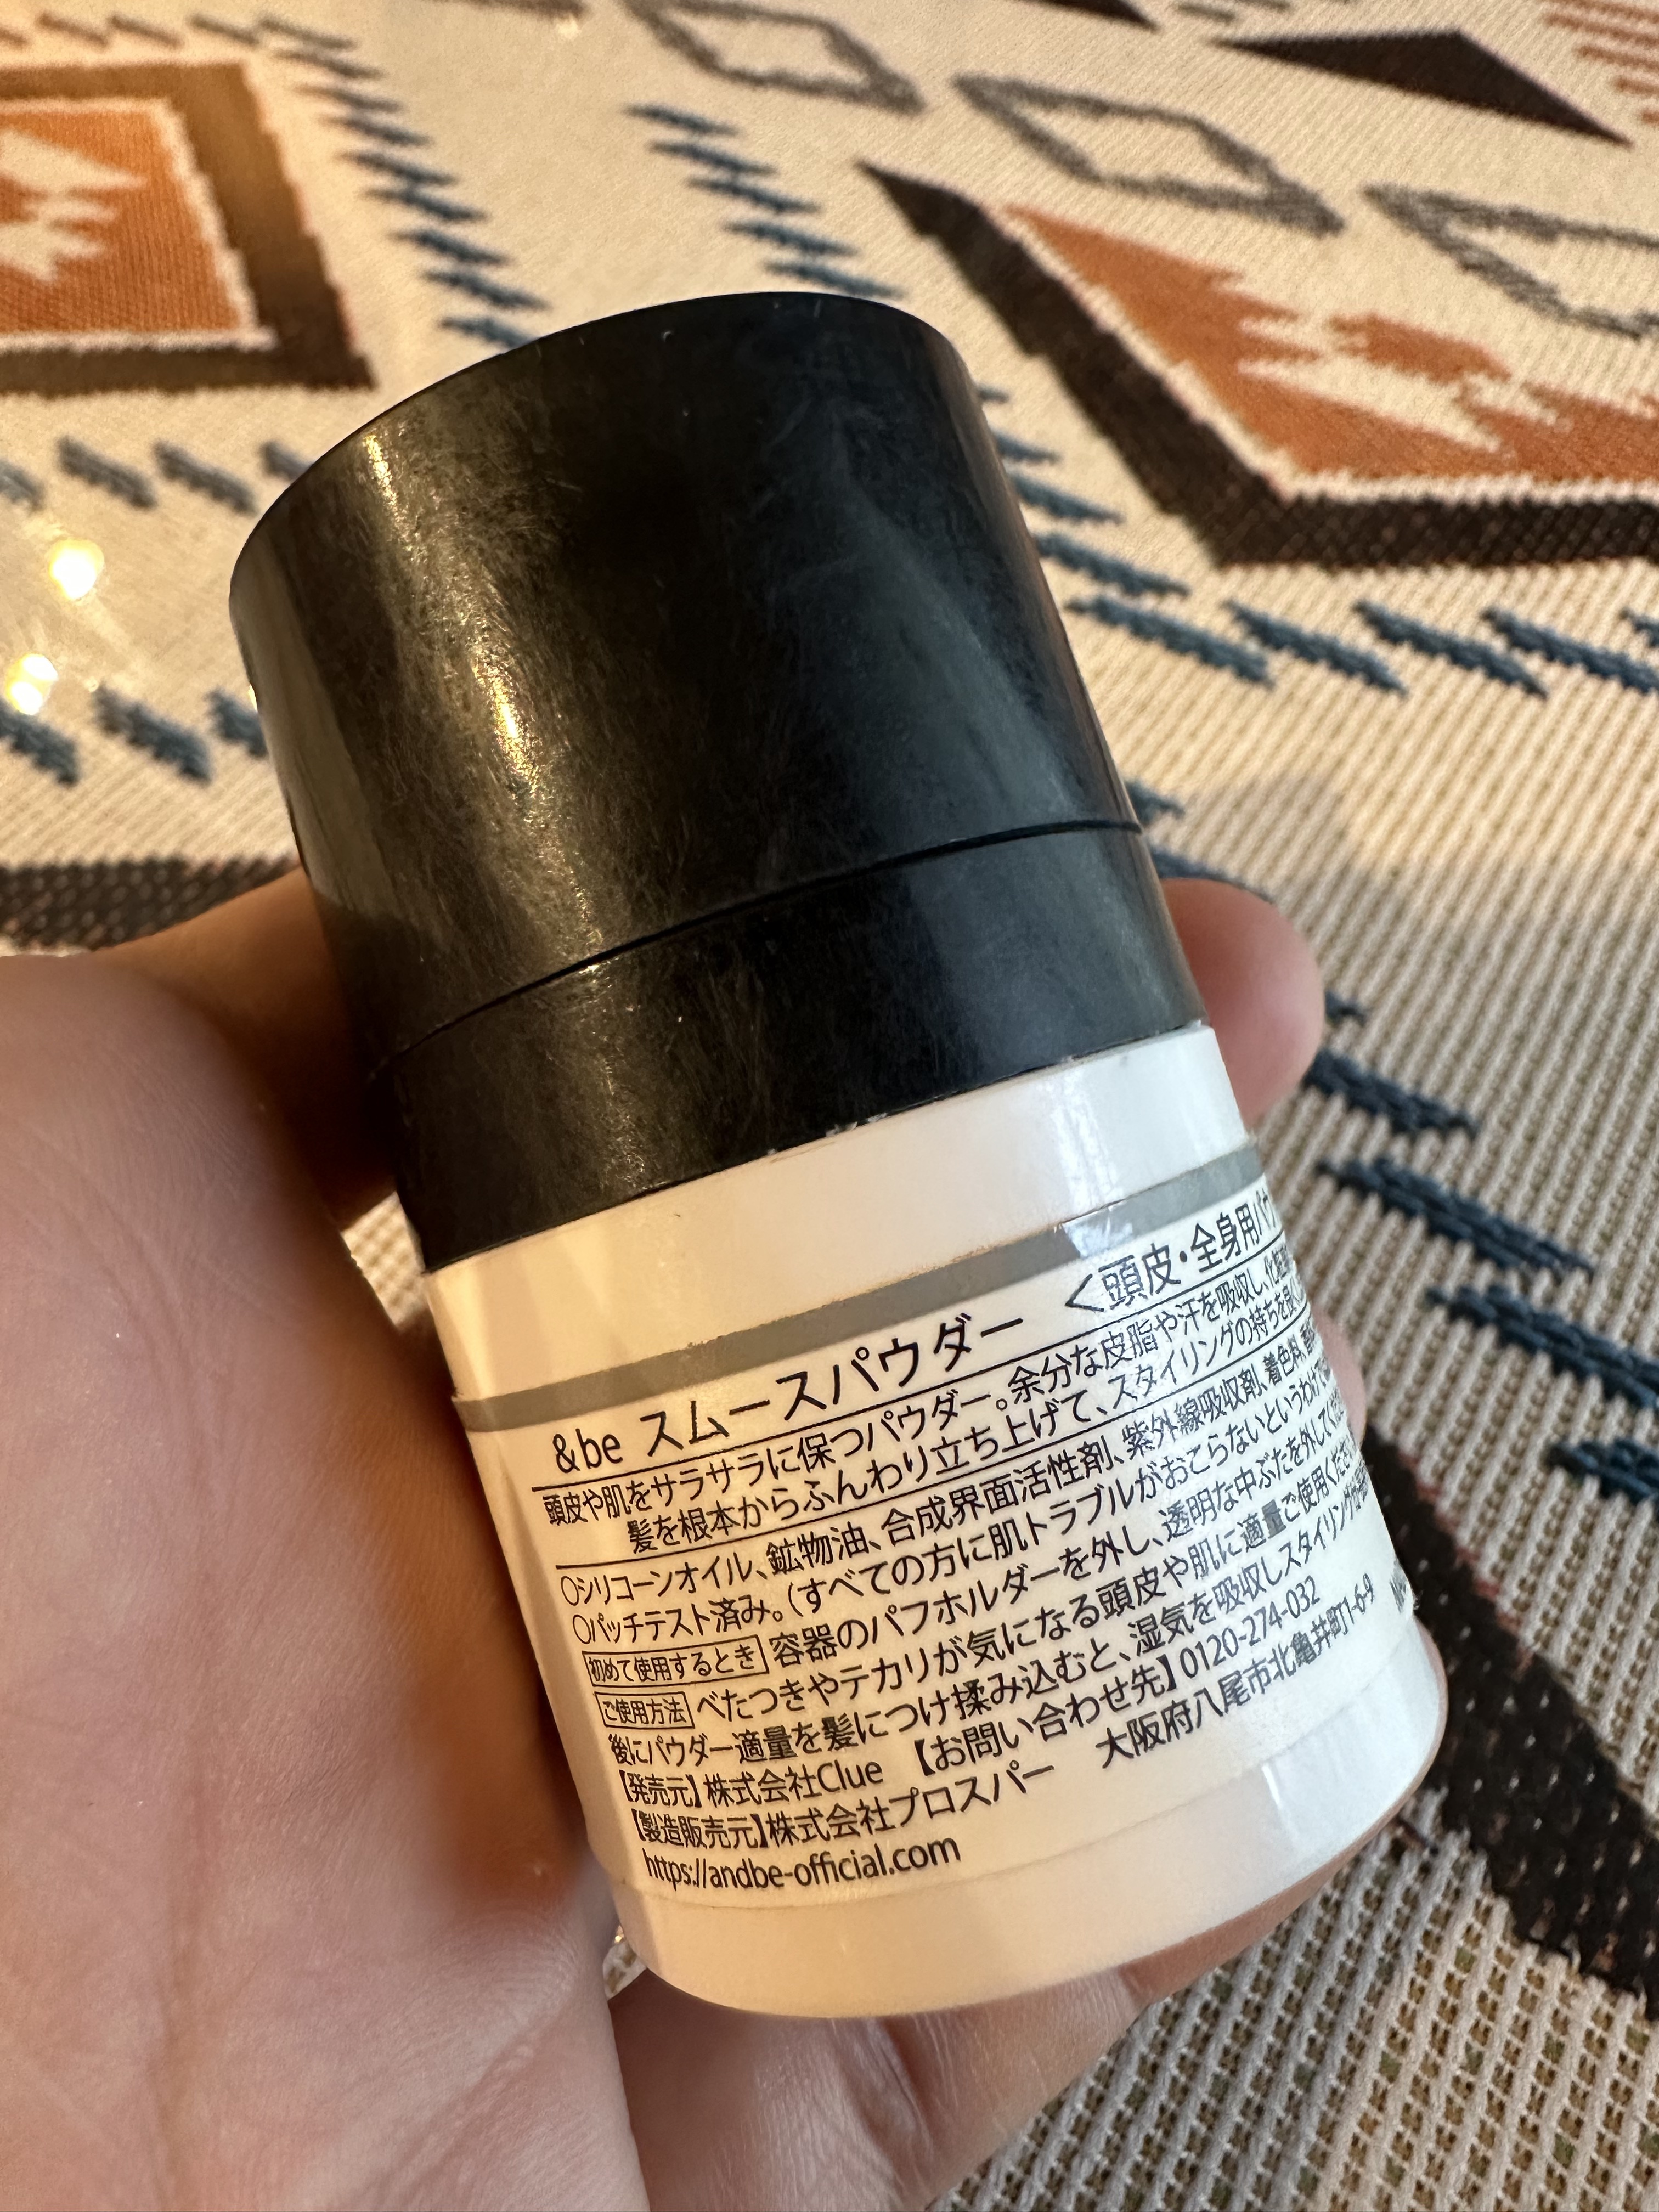 &be スムースパウダー <頭皮・全身用パウ
頭皮や肌をサラサラに保つパウダー。余分な皮脂や汗を吸収し、化粧
髪を根本からふんわり立ち上げて、スタイリングの持ちを良く
○シリコーンオイル、鉱物油、合成界面活性剤、紫外線吸収剤、着色料、
○パッチテスト済み。(すべての方に肌トラブルがおこらないというわけで
初めて使用するとき 容器のパフホルダーを外し、透明な中ぶたを外してくだ
ご使用方法 べたつきやテカリが気になる頭皮や肌に適量ご使用ください
後にパウダー適量を髪につけ揉み込むと、湿気を吸収しスタイリング
【発売元】株式会社Clue 【お問い合わせ先】0120-274-032
【製造販売元】株式会社プロスパー 大阪府八尾市北亀井町1-6-9
https://andbe-official.com